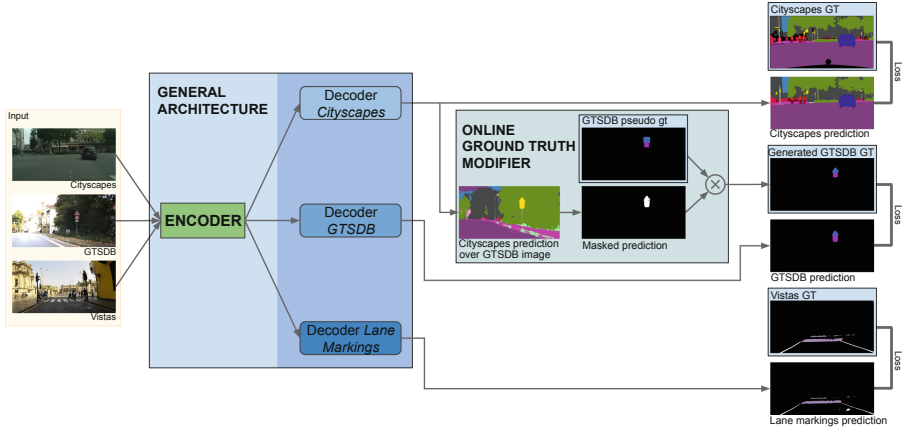 Input
Cityscapes
GTSDB
Vistas
GENERAL
ARCHITECTURE
ENCODER
Decoder
Cityscapes
Decoder
GTSDB
Decoder Lane
Markings
ONLINE
GROUND TRUTH
MODIFIER
GTSDB pseudo gt
Cityscapes prediction
over GTSDB image
Masked prediction
Cityscapes GT
Cityscapes prediction
Loss
Generated GTSDB GT
GTSDB prediction
Loss
Vistas GT
Lane markings prediction
Loss